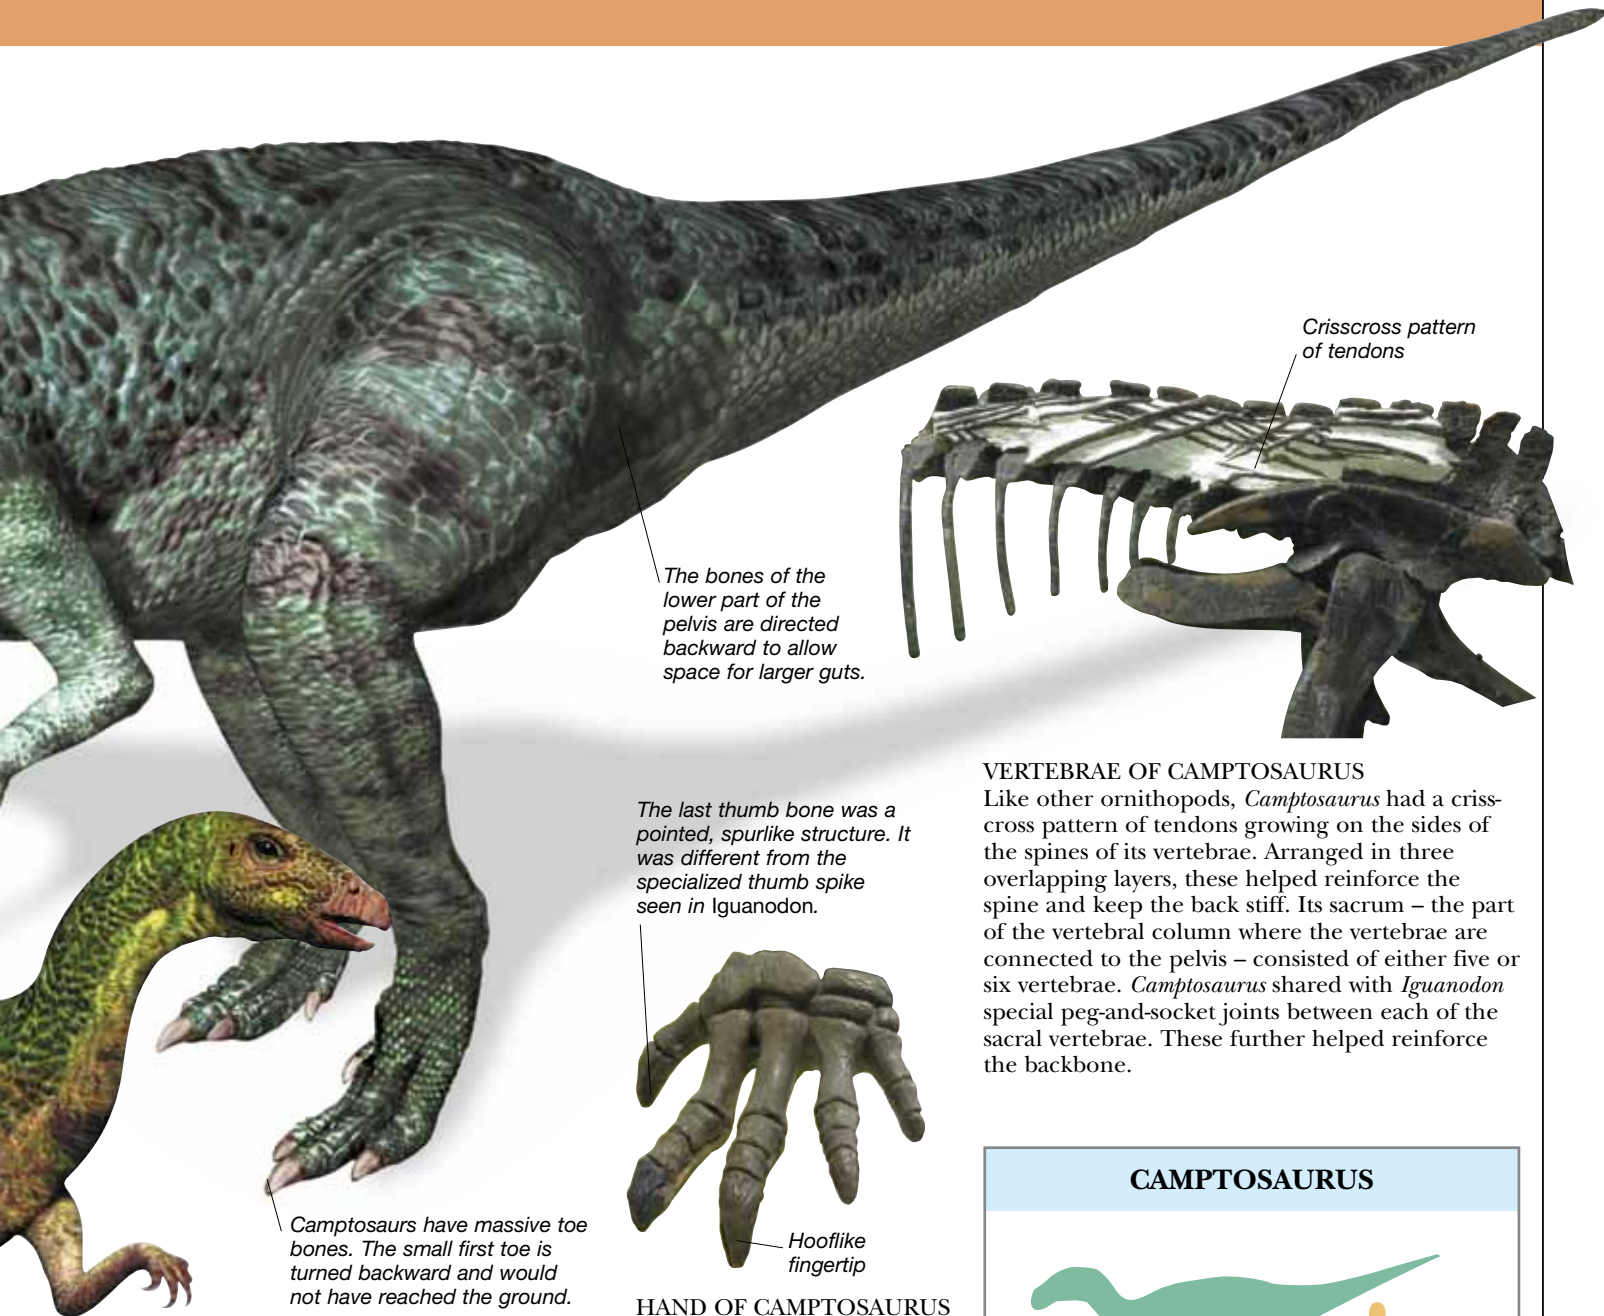 Crisscross pattern
of tendons
The bones of the
lower part of the
pelvis are directed
backward to allow
space for larger guts.
VERTEBRAE OF CAMPTOSAURUS
Like other ornithopods, Camptosaurus had a criss-
cross pattern of tendons growing on the sides of
the spines of its vertebrae. Arranged in three
overlapping layers, these helped reinforce the
spine and keep the back stiff. Its sacrum – the part
of the vertebral column where the vertebrae are
connected to the pelvis – consisted of either five or
six vertebrae. Camptosaurus shared with Iguanodon
special peg-and-socket joints between each of the
sacral vertebrae. These further helped reinforce
the backbone.
The last thumb bone was a
pointed, spurlike structure. It
was different from the
specialized thumb spike
seen in Iguanodon.
Hooflike
fingertip
HAND OF CAMPTOSAURUS
Camptosaurs have massive toe
bones. The small first toe is
turned backward and would
not have reached the ground.
CAMPTOSAURUS